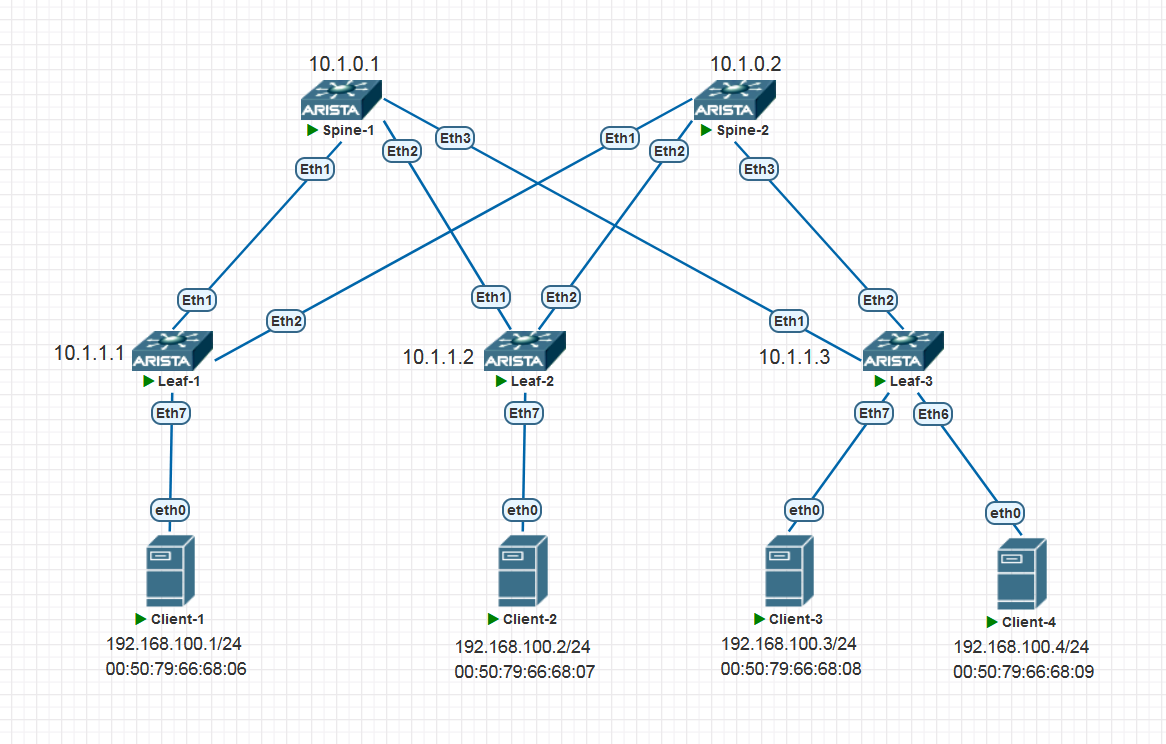 10.1.0.1
10.1.0.2
ARISTA
ARISTA
Spine-1
Spine-2
Eth3
Eth1
Eth2
Eth2
Eth1
Eth3
Eth1
Eth1
Eth2
Eth2
Eth2
Eth1
10.1.1.1
10.1.1.2
10.1.1.3
ARISTA
ARISTA
ARISTA
Leaf-1
Leaf-2
Leaf-3
Eth7
Eth7
Eth7
Eth6
eth0
eth0
eth0
eth0
Client-1
Client-2
Client-3
Client-4
192.168.100.1/24
192.168.100.2/24
192.168.100.3/24
192.168.100.4/24
00:50:79:66:68:06
00:50:79:66:68:07
00:50:79:66:68:08
00:50:79:66:68:09